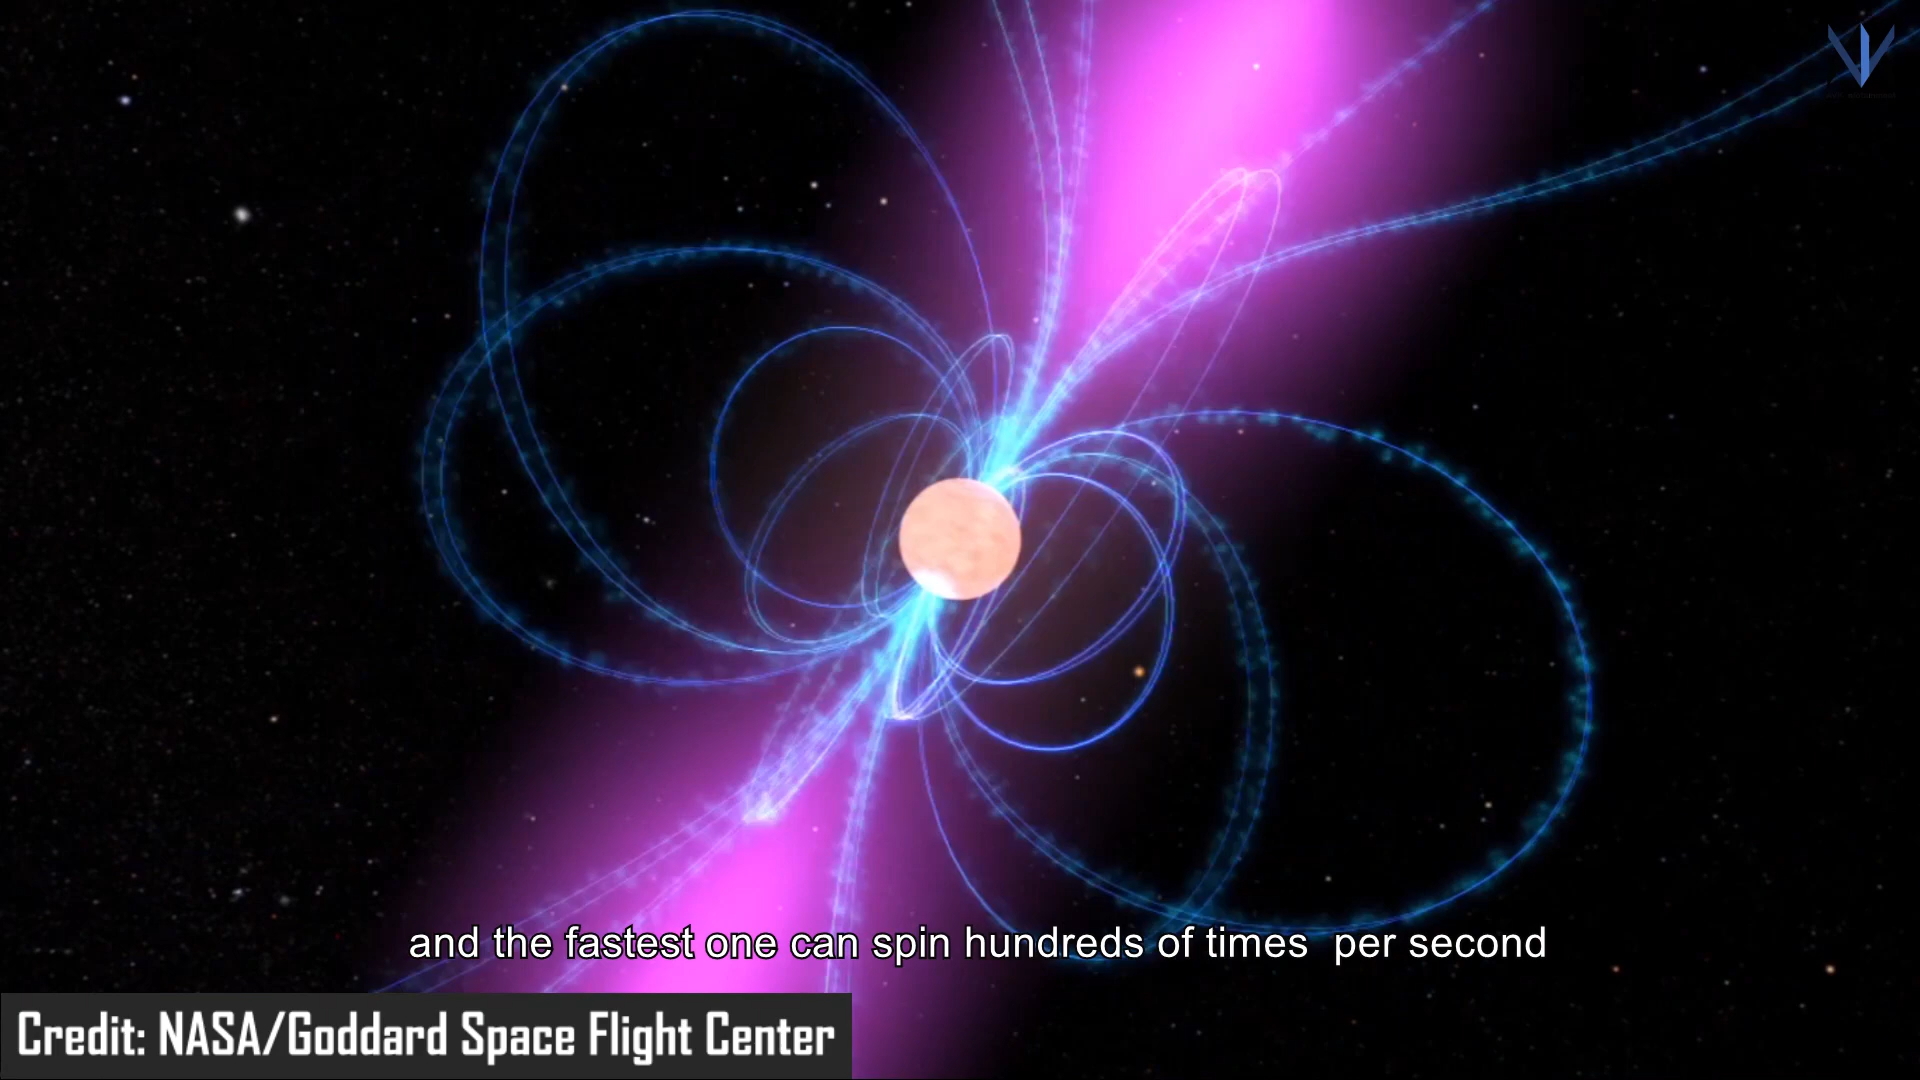 and the fastest one can spin hundreds of times  per second
Credit: NASA/Goddard Space Flight Center